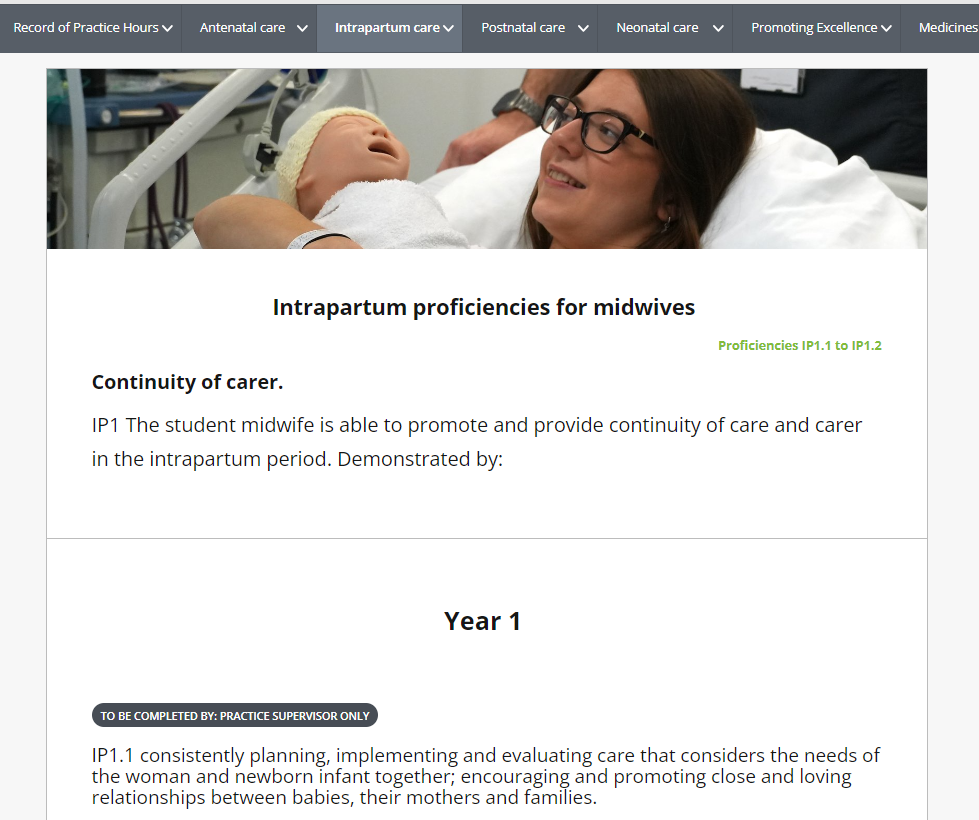 Record of Practice Hours Antenatal care Intrapartum care Postnatal care Neonatal care Promoting Excellence Medicines
Intrapartum proficiencies for midwives
Proficiencies IP1.1 to IP1.2
Continuity of carer.
IP1 The student midwife is able to promote and provide continuity of care and carer
in the intrapartum period. Demonstrated by:
Year 1
TO BE COMPLETED BY: PRACTICE SUPERVISOR ONLY
IP1.1 consistently planning, implementing and evaluating care that considers the needs of
the woman and newborn infant together; encouraging and promoting close and loving
relationships between babies, their mothers and families.